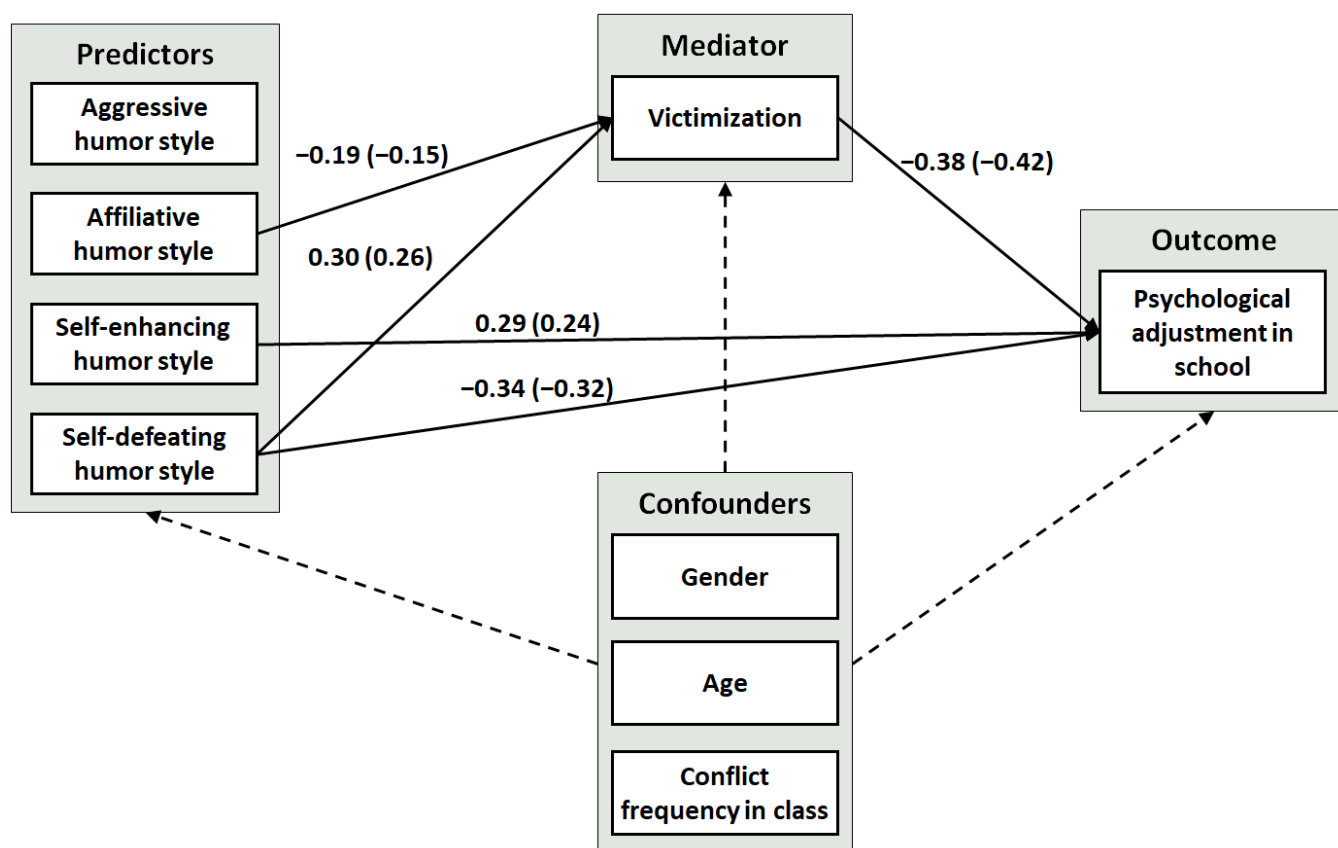 Predictors
Aggressive
humor style
Affiliative
humor style
Self-enhancing
humor style
Self-defeating
humor style
−0.19 (−0.15)
0.30 (0.26)
0.29 (0.24)
−0.34 (−0.32)
Mediator
Victimization
−0.38 (−0.42)
Outcome
Psychological
adjustment in
school
Confounders
Gender
Age
Conflict
frequency in class